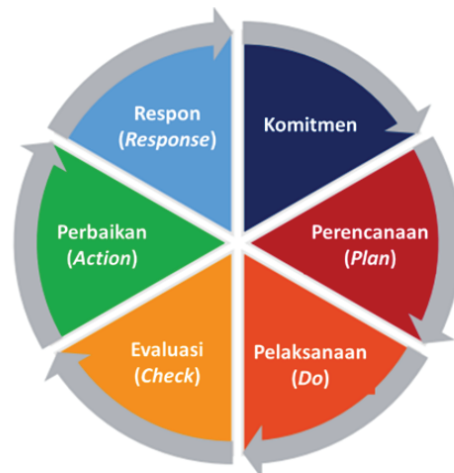 Respon
(Response)
Komitmen
Perbaikan
(Action)
Perencanaan
(Plan)
Evaluasi
(Check)
Pelaksanaan
(Do)